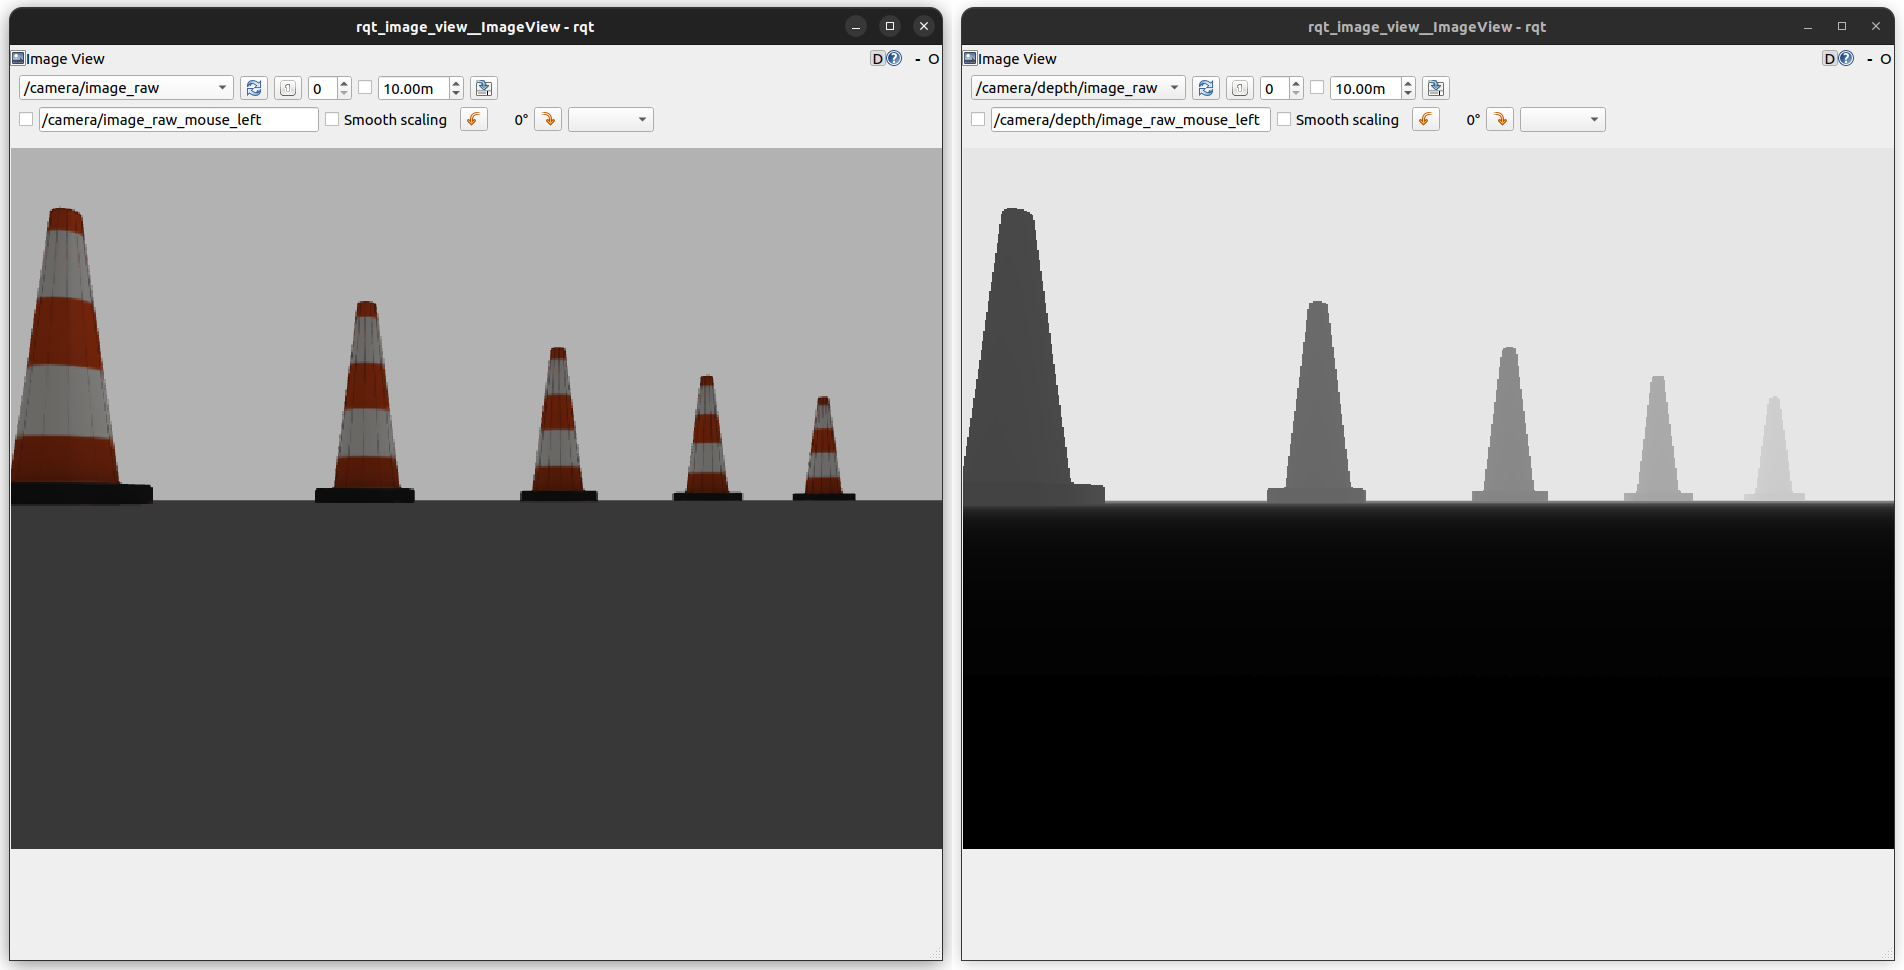 rqt_image_view__ImageView - rqt
Image View
D
- O
/camera/image_raw
0
10.00m
/camera/image_raw_mouse_left
Smooth scaling
0°
rqt_image_view__ImageView - rqt
Image View
D
- O
/camera/depth/image_raw
0
10.00m
/camera/depth/image_raw_mouse_left
Smooth scaling
0°